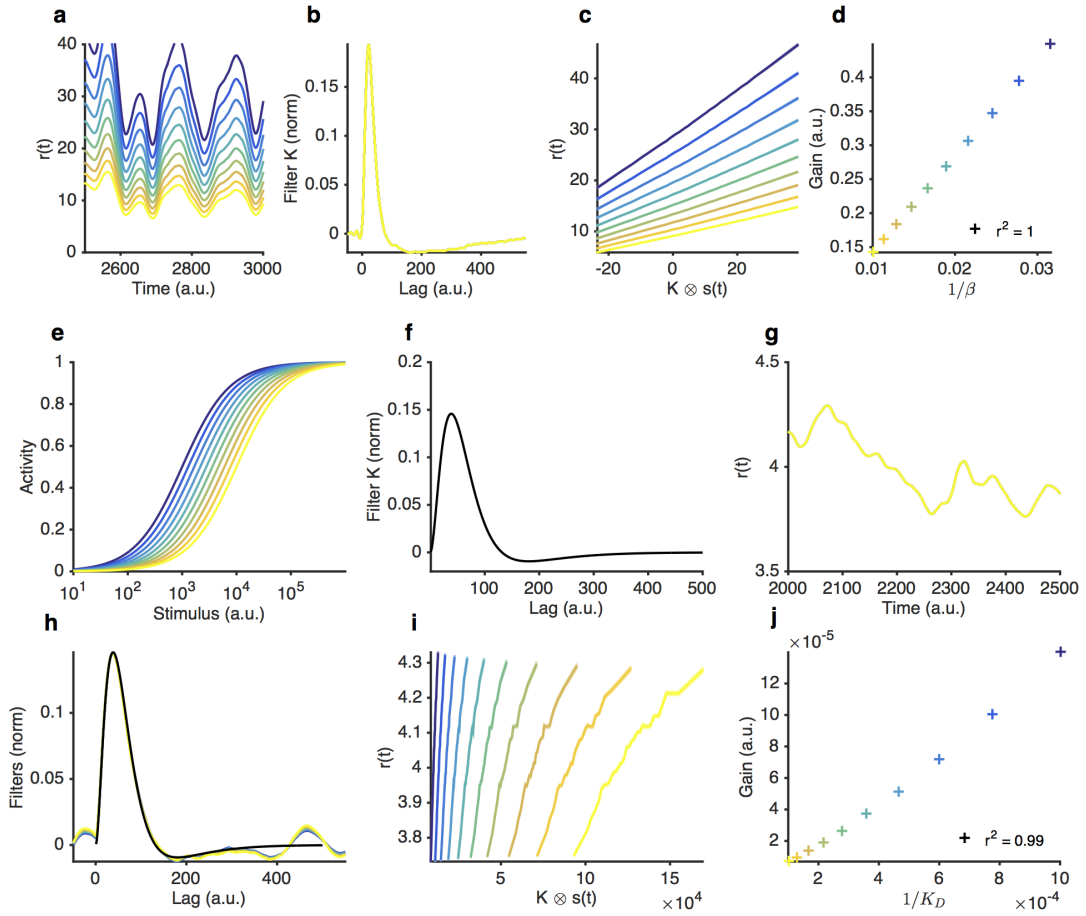 a
40
30
20
10
0
r(t)
2600 2800 3000
Time (a.u.)
b
0.15
0.1
0.05
0
Filter K (norm)
0 200 400
Lag (a.u.)
c
40
30
20
10
r(t)
-20 0 20
K ⊗ s(t)
d
0.4
0.35
0.3
0.25
0.2
0.15
Gain (a.u.)
r² = 1
0.01 0.02 0.03
1/β
e
1
0.8
0.6
0.4
0.2
0
Activity
10¹ 10² 10³ 10⁴ 10⁵
Stimulus (a.u.)
f
0.2
0.15
0.1
0.05
0
Filter K (norm)
100 200 300 400 500
Lag (a.u.)
g
4.5
4
3.5
r(t)
2000 2100 2200 2300 2400 2500
Time (a.u.)
h
0.1
0.05
0
Filters (norm)
0 200 400
Lag (a.u.)
i
4.3
4.2
4.1
4
3.9
3.8
r(t)
5 10 15
K ⊗ s(t)
×10⁴
j
×10⁻⁵
12
10
8
6
4
2
Gain (a.u.)
r² = 0.99
2 4 6 8 10
1/K_D
×10⁻⁴